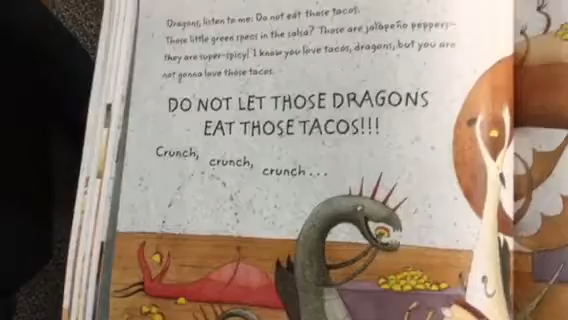 Dragons, listen to me: Do not eat those tacos.
Those little green specs in the salsa? Those are jalapeño peppers—
they are super-spicy! I know you love tacos, dragons, but you are
not gonna love those tacos.
DO NOT LET THOSE DRAGONS
EAT THOSE TACOS!!!
Crunch, crunch, crunch...